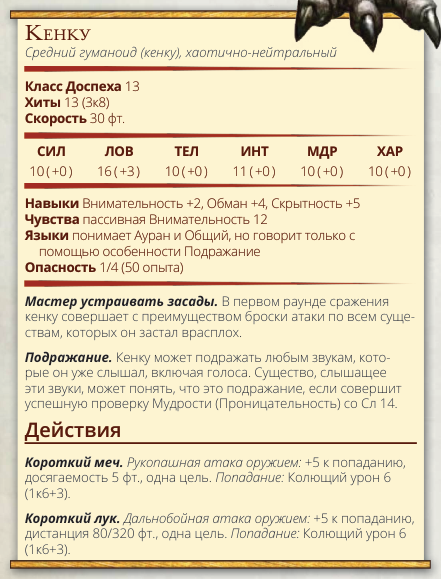 Кенку
Средний гуманоид (кенку), хаотично-нейтральный
Класс Доспеха 13
Хиты 13 (3к8)
Скорость 30 фт.
СИЛ ЛОВ ТЕЛ ИНТ МДР ХАР
10 (+0) 16 (+3) 10 (+0) 11 (+0) 10 (+0) 10 (+0)
Навыки Внимательность +2, Обман +4, Скрытность +5
Чувства пассивная Внимательность 12
Языки понимает Ауран и Общий, но говорит только с
помощью особенности Подражание
Опасность 1/4 (50 опыта)
Мастер устраивать засады. В первом раунде сражения
кенку совершает с преимуществом броски атаки по всем суще-
ствам, которых он застал врасплох.
Подражание. Кенку может подражать любым звукам, кото-
рые он уже слышал, включая голоса. Существо, слышащее
эти звуки, может понять, что это подражание, если совершит
успешную проверку Мудрости (Проницательность) со Сл 14.
Действия
Короткий меч. Рукопашная атака оружием: +5 к попаданию,
досягаемость 5 фт., одна цель. Попадание: Колющий урон 6
(1к6+3).
Короткий лук. Дальнобойная атака оружием: +5 к попаданию,
дистанция 80/320 фт., одна цель. Попадание: Колющий урон 6
(1к6+3).